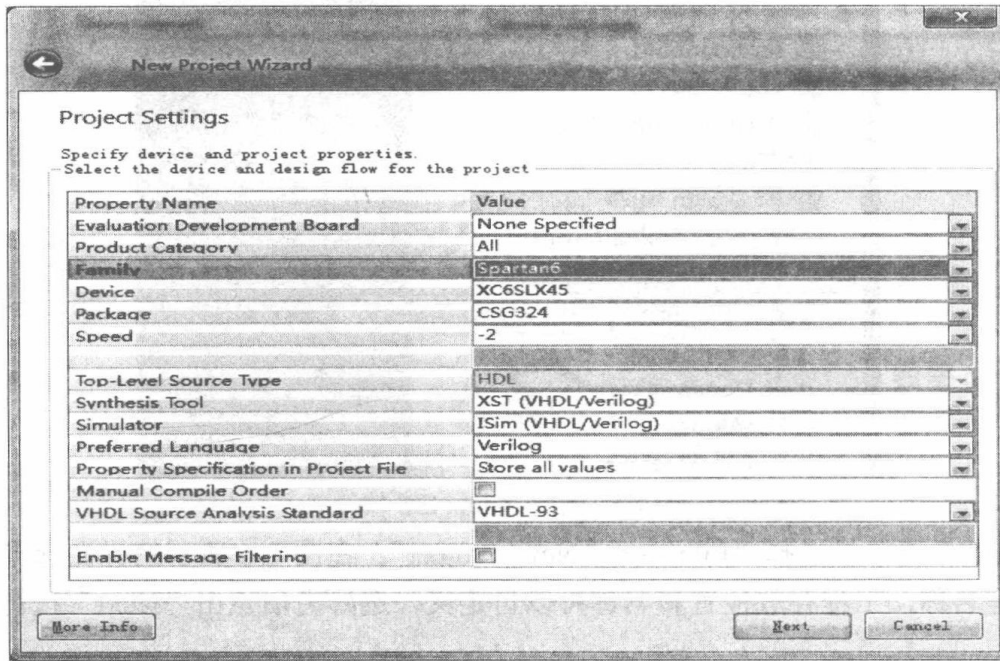 New Project Wizard
Project Settings
Specify device and project properties.
Select the device and design flow for the project
Property Name Value
Evaluation Development Board None Specified
Product Category All
Family Spartan6
Device XC6SLX45
Package CSG324
Speed -2
Top-Level Source Type HDL
Synthesis Tool XST (VHDL/Verilog)
Simulator ISim (VHDL/Verilog)
Preferred Language Verilog
Property Specification in Project File Store all values
Manual Compile Order
VHDL Source Analysis Standard VHDL-93
Enable Message Filtering
More Info Next Cancel